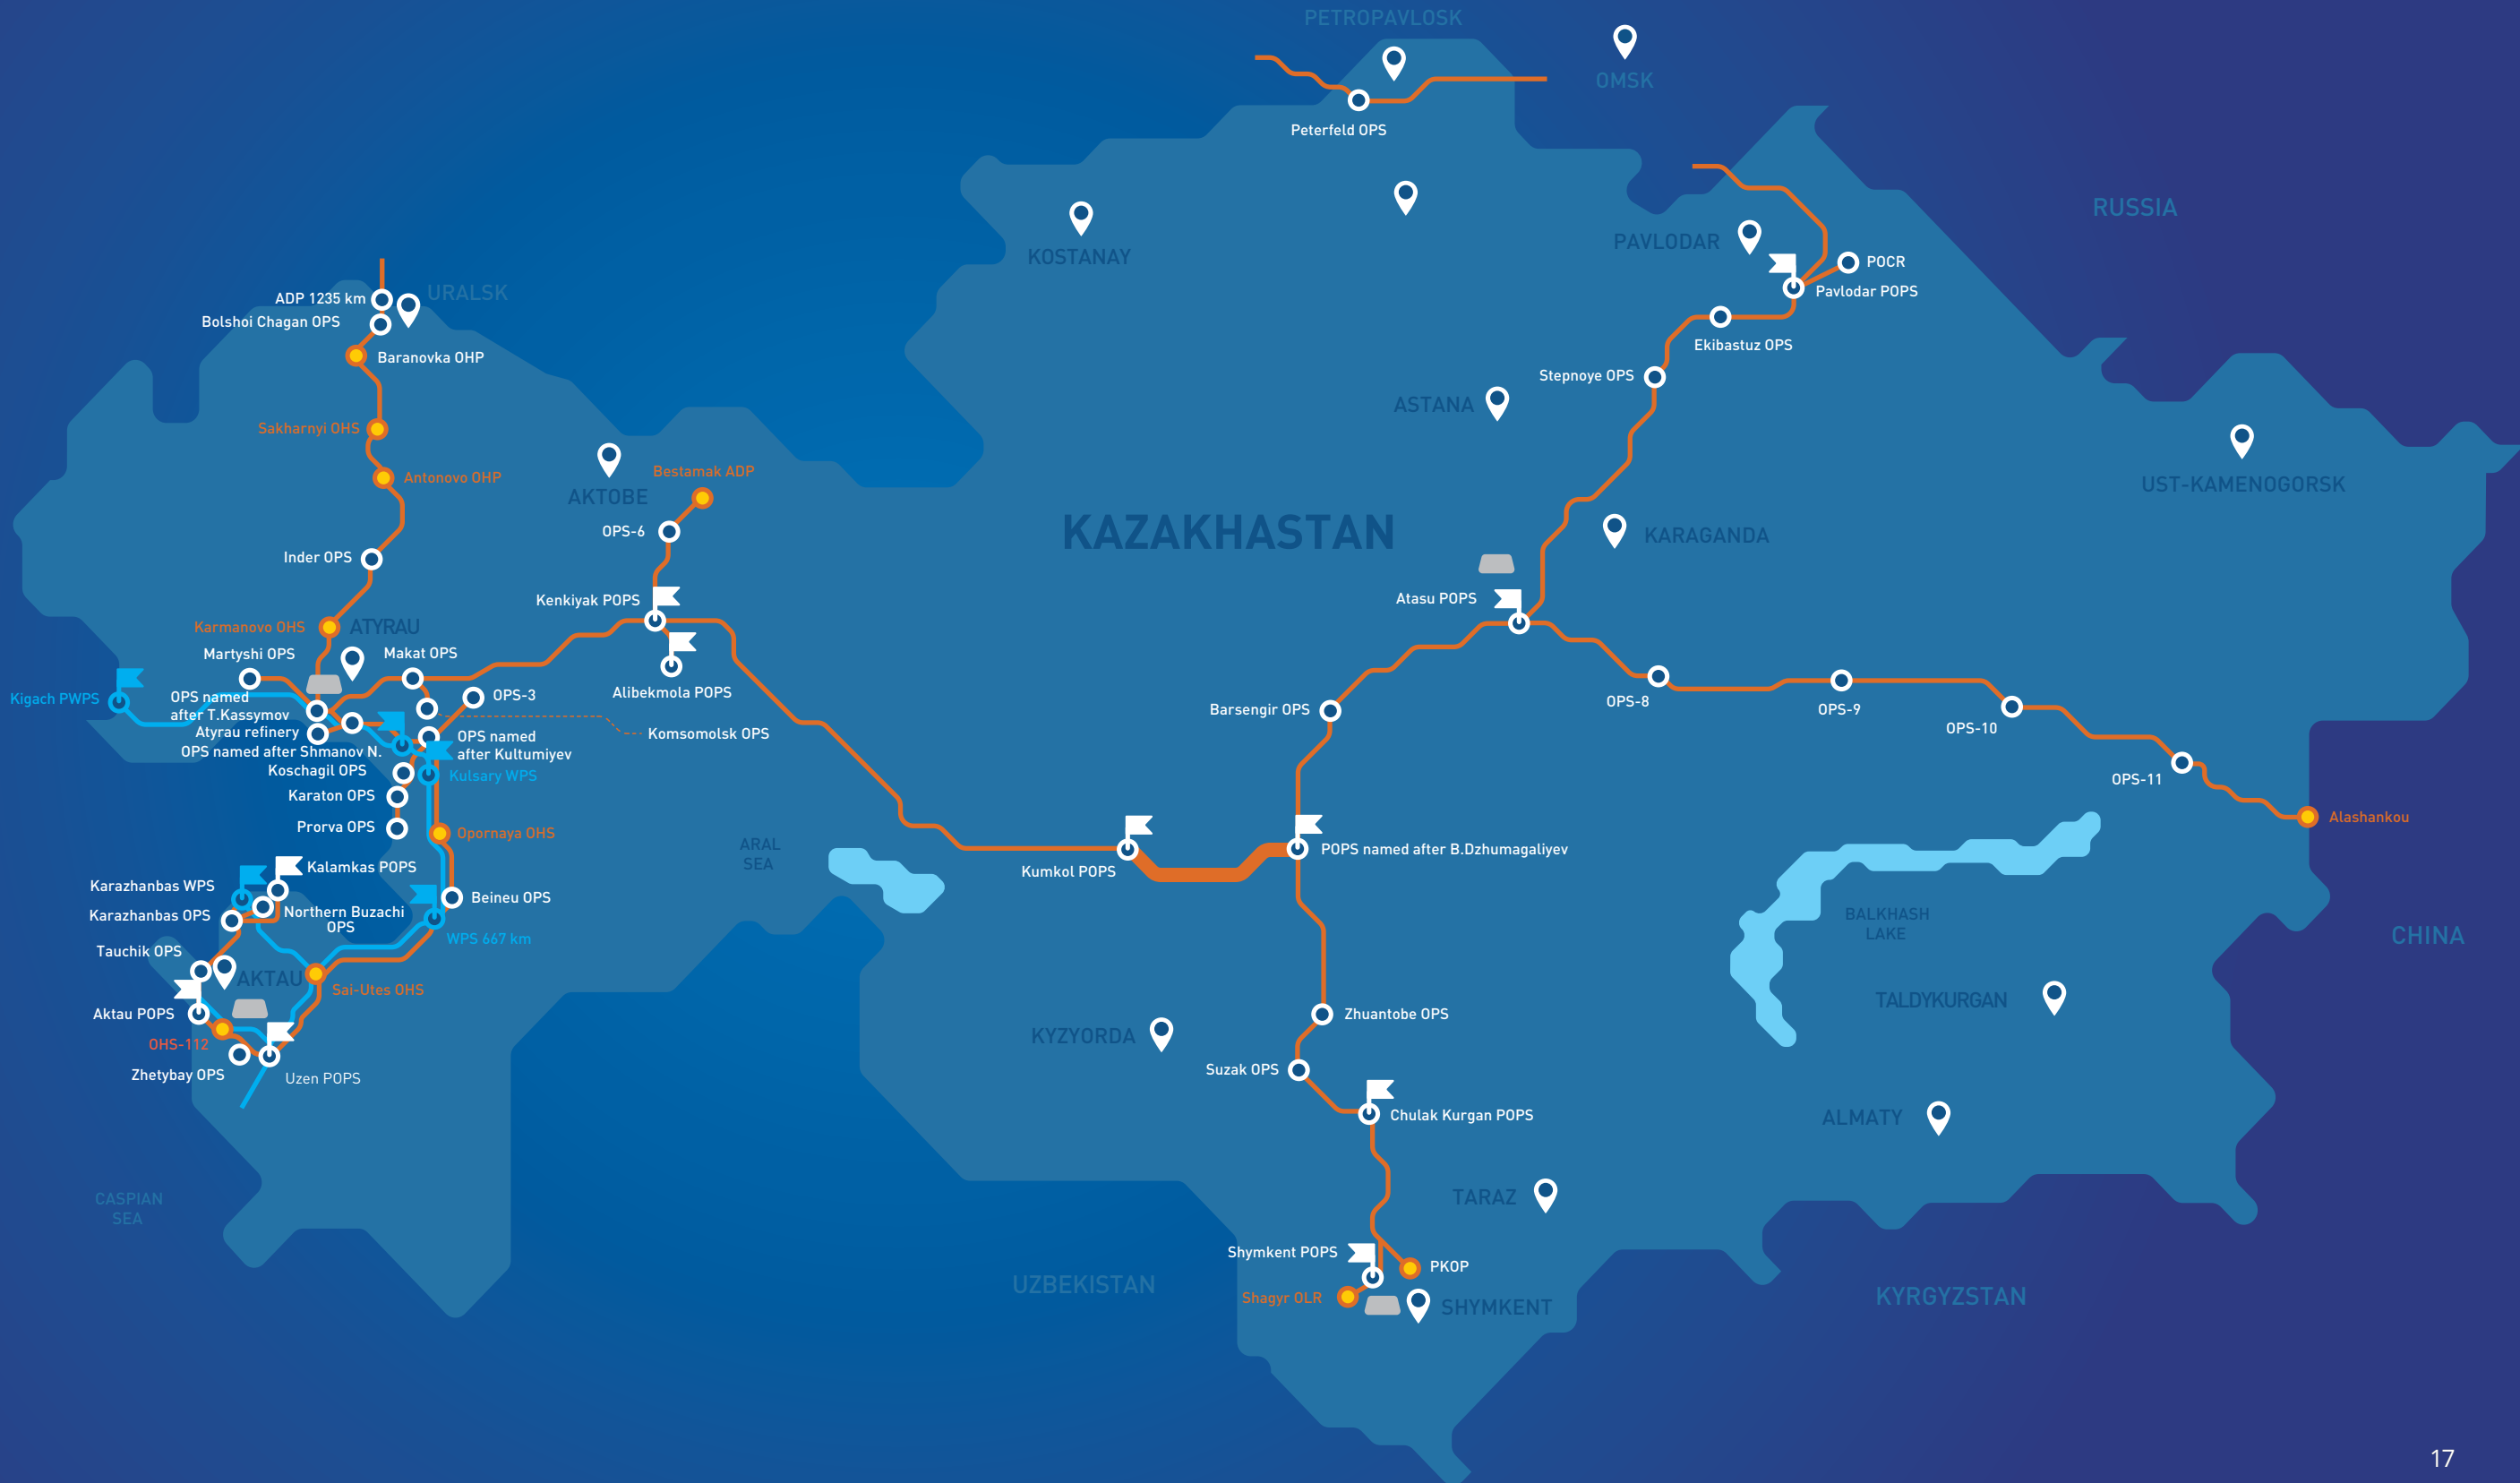 PETROPAVLOSK
OMSK
Peterfeld OPS
RUSSIA
KOSTANAY
PAVLODAR
POCR
Pavlodar POPS
URALSK
ADP 1235 km
Bolshoi Chagan OPS
Baranovka OHP
Ekibastuz OPS
Stepnoye OPS
ASTANA
Sakharnyi OHS
Antonovo OHP
Bestamak ADP
AKTOBE
OPS-6
UST-KAMENOGORSK
KAZAKHASTAN
KARAGANDA
Inder OPS
Kenkiyak POPS
Atasu POPS
Karmanovo OHS
ATYRAU
Martyshi OPS
Makat OPS
Kigach PWPS
OPS named
after T.Kassymov
OPS-3
Alibekmola POPS
Barsengir OPS
OPS-8
OPS-9
OPS-10
OPS-11
Atyrau refinery
OPS named after Shmanov N.
OPS named
after Kultumiyev
Komsomolsk OPS
Koschagil OPS
Kulsary WPS
Karaton OPS
Prorva OPS
Opornaya OHS
Alashankou
ARAL
SEA
Kumkol POPS
POPS named after B.Dzhumagaliyev
Kalamkas POPS
Karazhanbas WPS
Karazhanbas OPS
Northern Buzachi
OPS
Beineu OPS
WPS 667 km
BALKHASH
LAKE
CHINA
Tauchik OPS
AKTAU
Sai-Utes OHS
TALDYKURGAN
Aktau POPS
OHS-112
Zhetybay OPS
Uzen POPS
KYZYORDA
Zhuantobe OPS
Suzak OPS
Chulak Kurgan POPS
ALMATY
CASPIAN
SEA
TARAZ
Shymkent POPS
PKOP
Shagyr OLR
SHYMKENT
UZBEKISTAN
KYRGYZSTAN
17